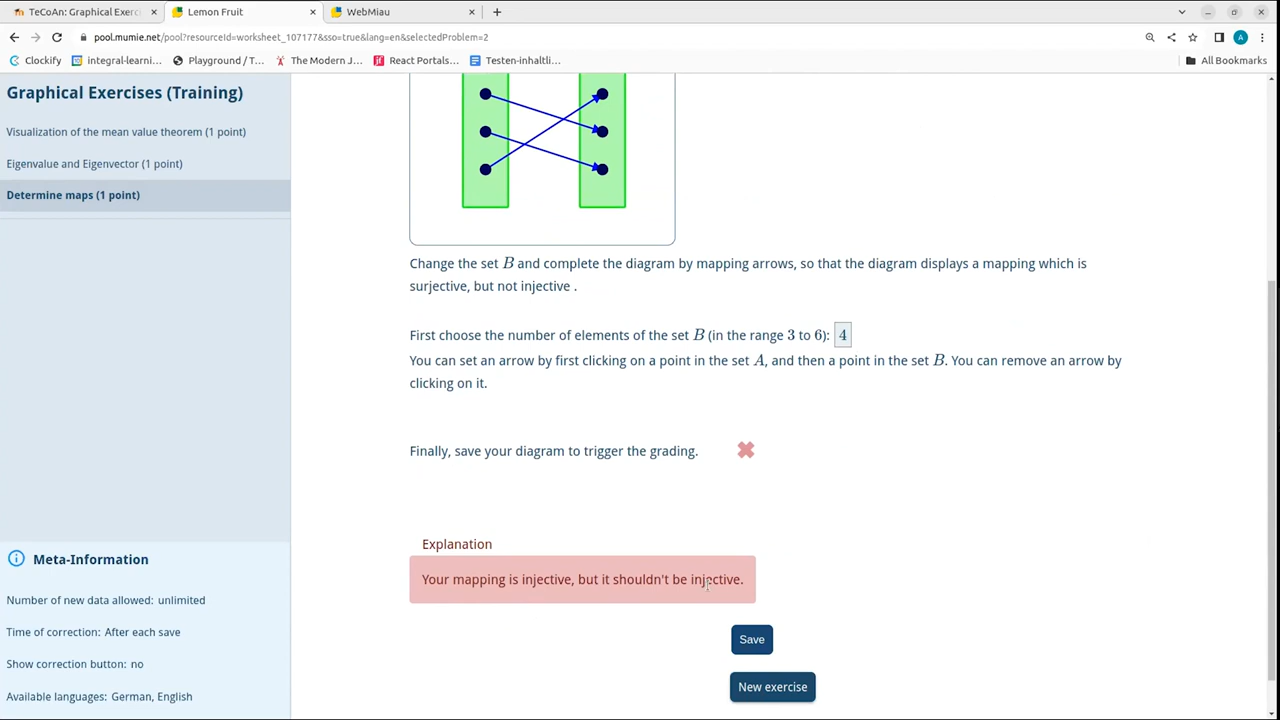 TeCoAn: Graphical Exerc
Lemon Fruit
WebMiau
pool.mumie.net/pool?resourceId=worksheet_107177&sso=true&lang=en&selectedProblem=2
A
Clockify
integral-learni...
Playground / T...
The Modern J...
React Portals...
Testen-inhaltli...
All Bookmarks
Graphical Exercises (Training)
Visualization of the mean value theorem (1 point)
Eigenvalue and Eigenvector (1 point)
Determine maps (1 point)
Change the set B and complete the diagram by mapping arrows, so that the diagram displays a mapping which is
surjective, but not injective .
First choose the number of elements of the set B (in the range 3 to 6): 4
You can set an arrow by first clicking on a point in the set A, and then a point in the set B. You can remove an arrow by
clicking on it.
Finally, save your diagram to trigger the grading.
Explanation
Your mapping is injective, but it shouldn't be injective.
Save
New exercise
Meta-Information
Number of new data allowed: unlimited
Time of correction: After each save
Show correction button: no
Available languages: German, English